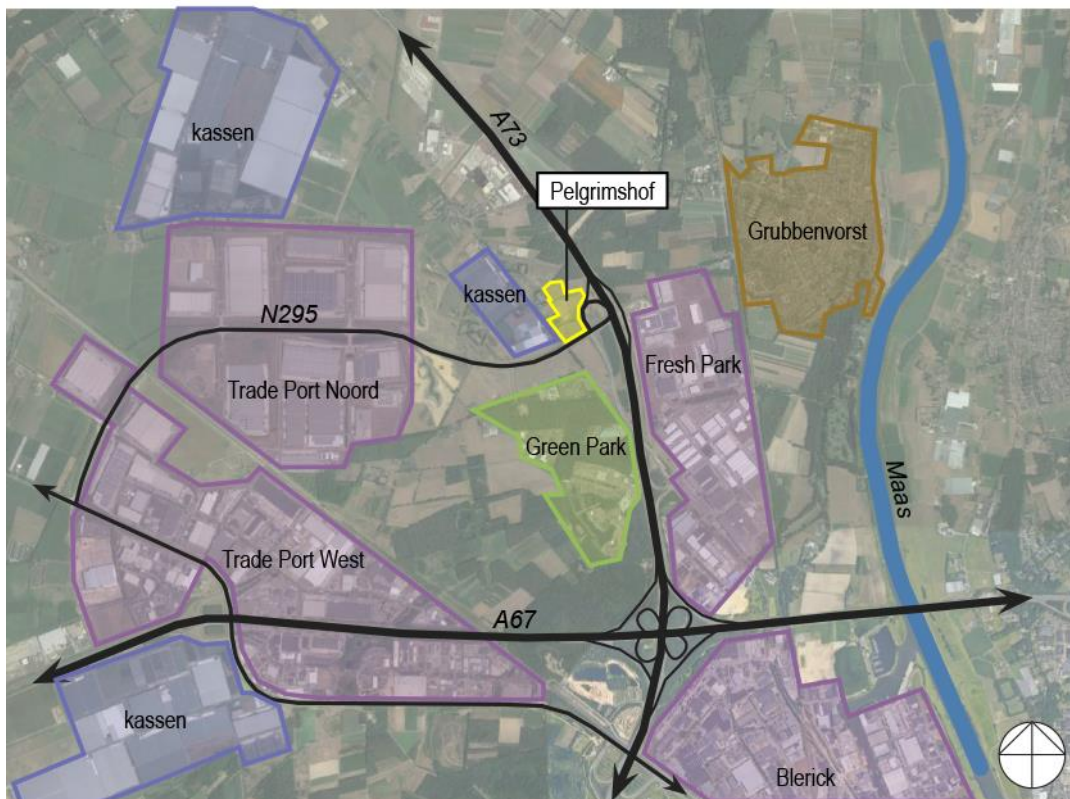 kassen
A73
Pelgrimshof
Grubbenvorst
kassen
N295
Fresh Park
Trade Port Noord
Green Park
Maas
Trade Port West
A67
kassen
Blerick